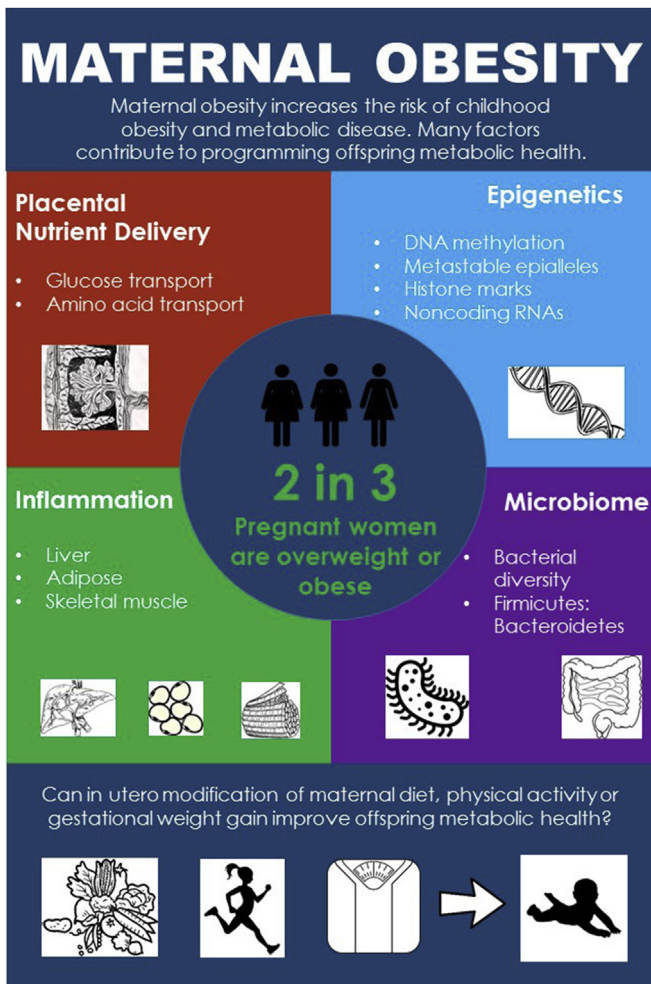 MATERNAL OBESITY
Maternal obesity increases the risk of childhood
obesity and metabolic disease. Many factors
contribute to programming offspring metabolic health.
Placental
Nutrient Delivery
• Glucose transport
• Amino acid transport
Epigenetics
• DNA methylation
• Metastable epialleles
• Histone marks
• Noncoding RNAs
2 in 3
Pregnant women
are overweight or
obese
Inflammation
• Liver
• Adipose
• Skeletal muscle
Microbiome
• Bacterial
diversity
• Firmicutes:
Bacteroidetes
Can in utero modification of maternal diet, physical activity or
gestational weight gain improve offspring metabolic health?